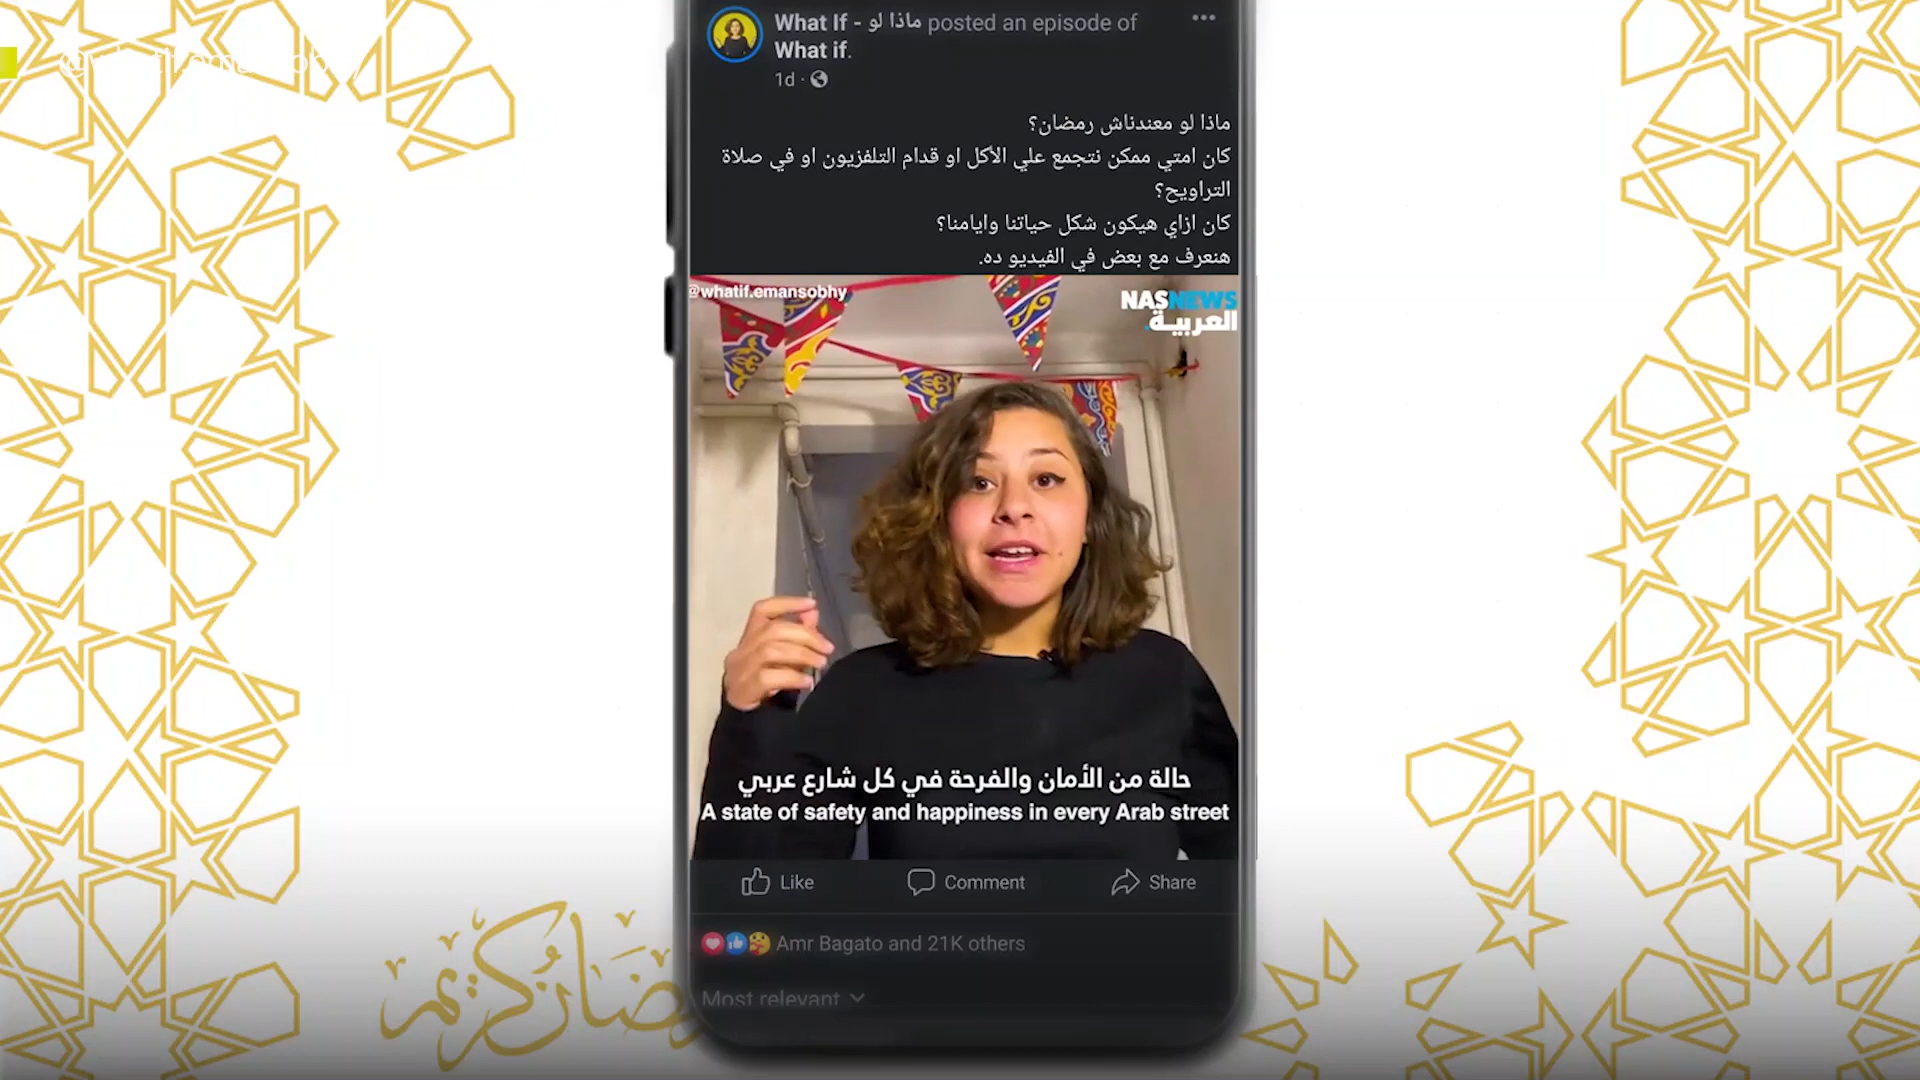 What If - ماذا لو posted an episode of
What if.
1d
ماذا لو معندناش رمضان؟
كان امتي ممكن نتجمع علي الأكل او قدام التلفزيون او في صلاة
التراويح؟
كان ازاي هيكون شكل حياتنا وايامنا؟
هنعرف مع بعض في الفيديو ده.
@whatif.emansobhy
NASNEWS
العربية
حالة من الأمان والفرحة في كل شارع عربي
A state of safety and happiness in every Arab street
Like
Comment
Share
Amr Bagato and 21K others
Most relevant
كريم